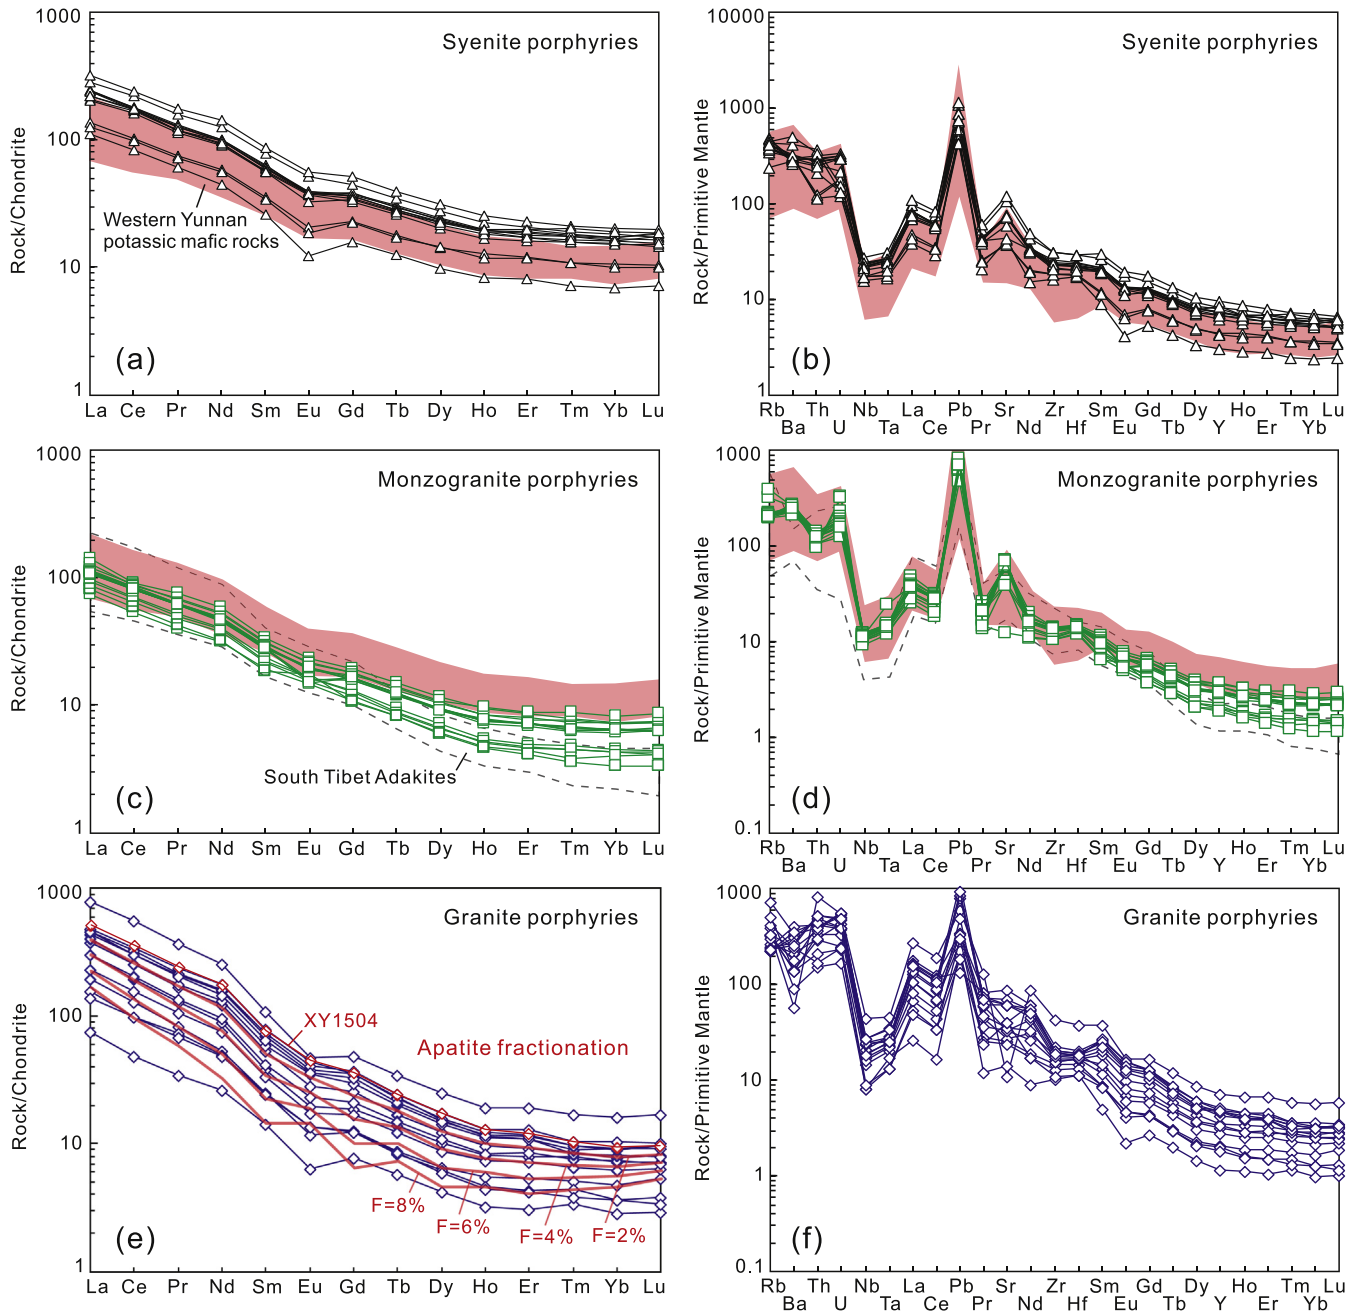 1000
100
10
1
Rock/Chondrite
Syenite porphyries
Western Yunnan
potassic mafic rocks
(a)
La Ce Pr Nd Sm Eu Gd Tb Dy Ho Er Tm Yb Lu
10000
1000
100
10
1
Rock/Primitive Mantle
Syenite porphyries
(b)
Rb Th Nb La Pb Sr Zr Sm Gd Dy Ho Tm Lu
Ba U Ta Ce Pr Nd Hf Eu Tb Y Er Yb
1000
100
10
1
Rock/Chondrite
Monzogranite porphyries
South Tibet Adakites
(c)
La Ce Pr Nd Sm Eu Gd Tb Dy Ho Er Tm Yb Lu
1000
100
10
1
0.1
Rock/Primitive Mantle
Monzogranite porphyries
(d)
Rb Th Nb La Pb Sr Zr Sm Gd Dy Ho Tm Lu
Ba U Ta Ce Pr Nd Hf Eu Tb Y Er Yb
1000
100
10
1
Rock/Chondrite
Granite porphyries
XY1504
Apatite fractionation
F=8%
F=6%
F=4%
F=2%
(e)
La Ce Pr Nd Sm Eu Gd Tb Dy Ho Er Tm Yb Lu
1000
100
10
1
0.1
Rock/Primitive Mantle
Granite porphyries
(f)
Rb Th Nb La Pb Sr Zr Sm Gd Dy Ho Tm Lu
Ba U Ta Ce Pr Nd Hf Eu Tb Y Er Yb